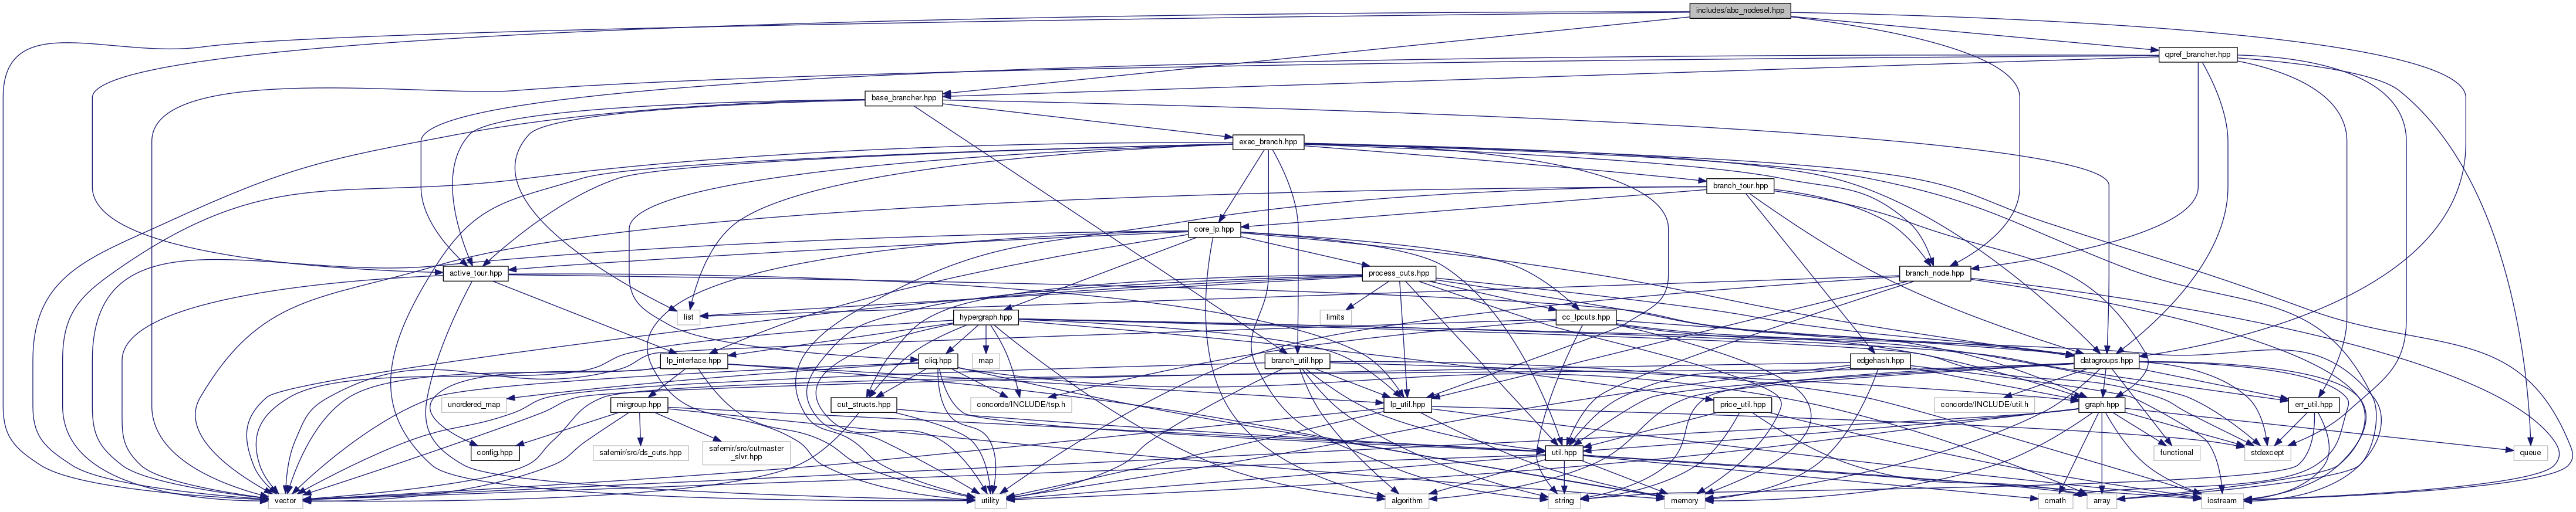 includes/abc_nodesel.hpp
qpref_brancher.hpp
base_brancher.hpp
exec_branch.hpp
branch_tour.hpp
core_lp.hpp
active_tour.hpp
process_cuts.hpp
branch_node.hpp
list
limits
hypergraph.hpp
cc_lpcuts.hpp
lp_interface.hpp
cliq.hpp
map
branch_util.hpp
edgehash.hpp
datagroups.hpp
unordered_map
mirgroup.hpp
cut_structs.hpp
concorde/INCLUDE/tsp.h
lp_util.hpp
price_util.hpp
concorde/INCLUDE/util.h
graph.hpp
err_util.hpp
config.hpp
safemir/src/ds_cuts.hpp
safemir/src/cutmaster
_slvr.hpp
util.hpp
functional
stdexcept
queue
vector
utility
algorithm
string
memory
cmath
array
iostream